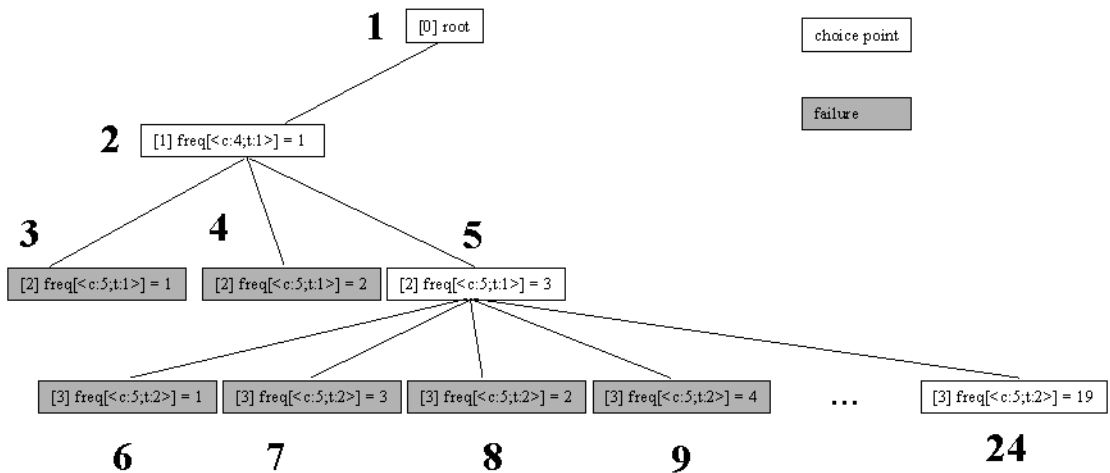 1
[0] root
choice point
failure
2
[1] freq[<c:4;t:1>] = 1
3
4
5
[2] freq[<c:5;t:1>] = 1
[2] freq[<c:5;t:1>] = 2
[2] freq[<c:5;t:1>] = 3
[3] freq[<c:5;t:2>] = 1
[3] freq[<c:5;t:2>] = 3
[3] freq[<c:5;t:2>] = 2
[3] freq[<c:5;t:2>] = 4
...
[3] freq[<c:5;t:2>] = 19
6
7
8
9
24